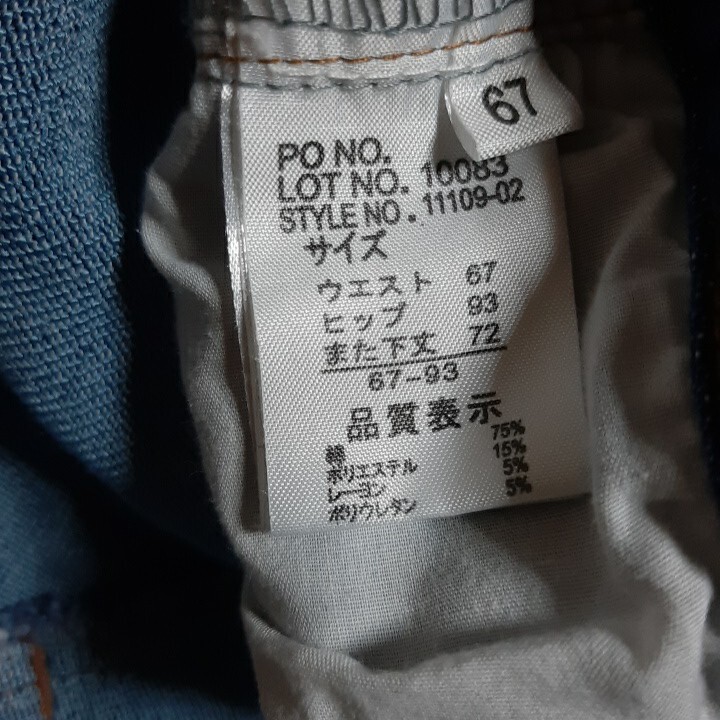 67
PO NO.
LOT NO. 10083
STYLE NO. 11109-02
サイズ
ウエスト 67
ヒップ 93
また下丈 72
67-93
品質表示
綿 75%
ポリエステル 15%
レーヨン 5%
ポリウレタン 5%